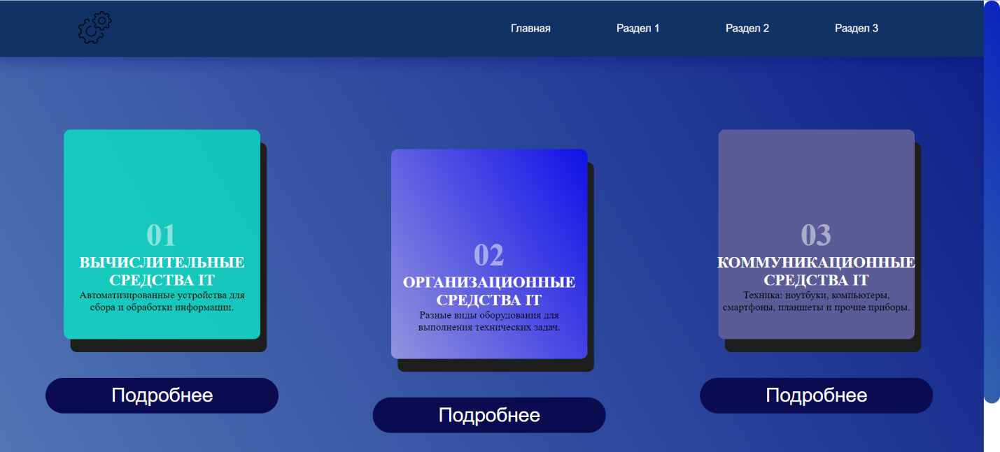 Главная
Раздел 1
Раздел 2
Раздел 3
01
ВЫЧИСЛИТЕЛЬНЫЕ
СРЕДСТВА IT
Автоматизированные устройства для
сбора и обработки информации.
Подробнее
02
ОРГАНИЗАЦИОННЫЕ
СРЕДСТВА IT
Разные виды оборудования для
выполнения технических задач.
Подробнее
03
КОММУНИКАЦИОННЫЕ
СРЕДСТВА IT
Техника: ноутбуки, компьютеры,
смартфоны, планшеты и прочие приборы.
Подробнее